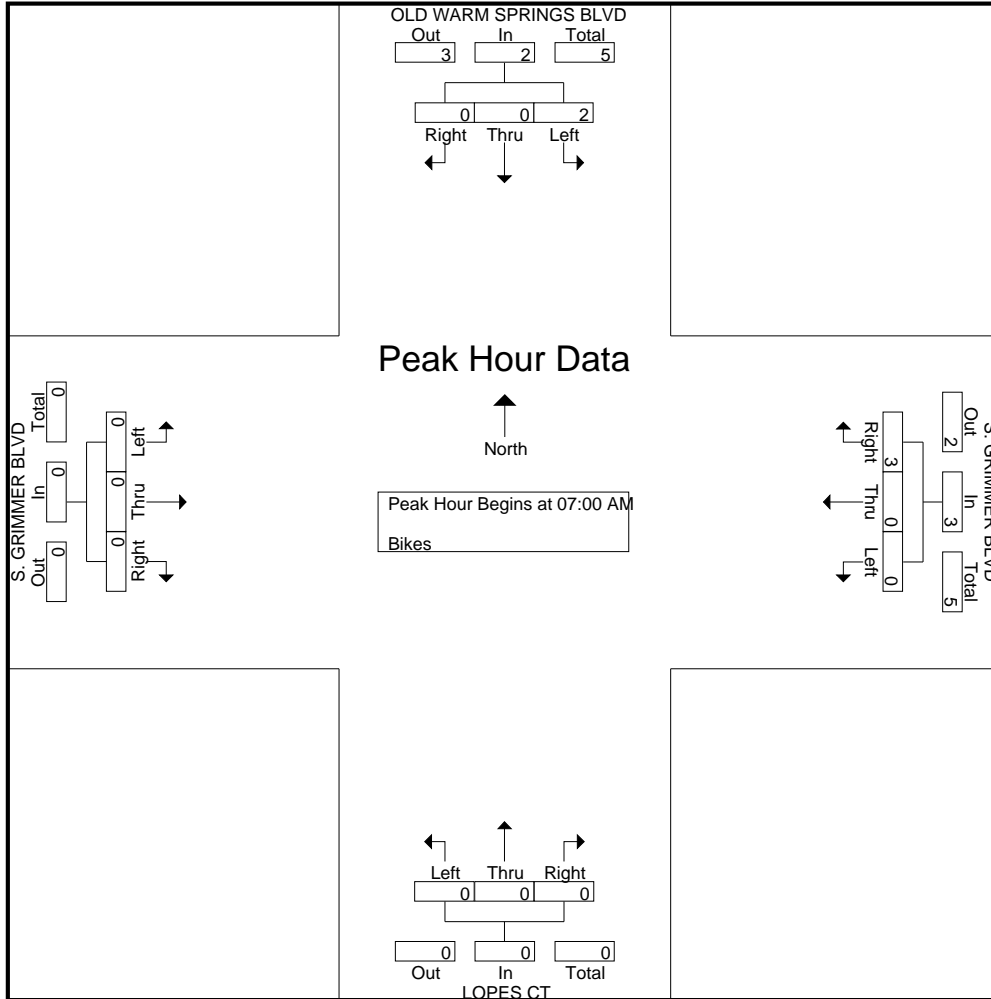 OLD WARM SPRINGS BLVD
Out In Total
3 2 5
0 0 2
Right Thru Left
Peak Hour Data
North
Peak Hour Begins at 07:00 AM
Bikes
S. GRIMMER BLVD
Out In Total
0 0 0
Left Thru Right
0 0 0
S. GRIMMER BLVD
Out In Total
2 3 5
Right Thru Left
3 0 0
Left Thru Right
0 0 0
0 0 0
Out In Total
LOPES CT